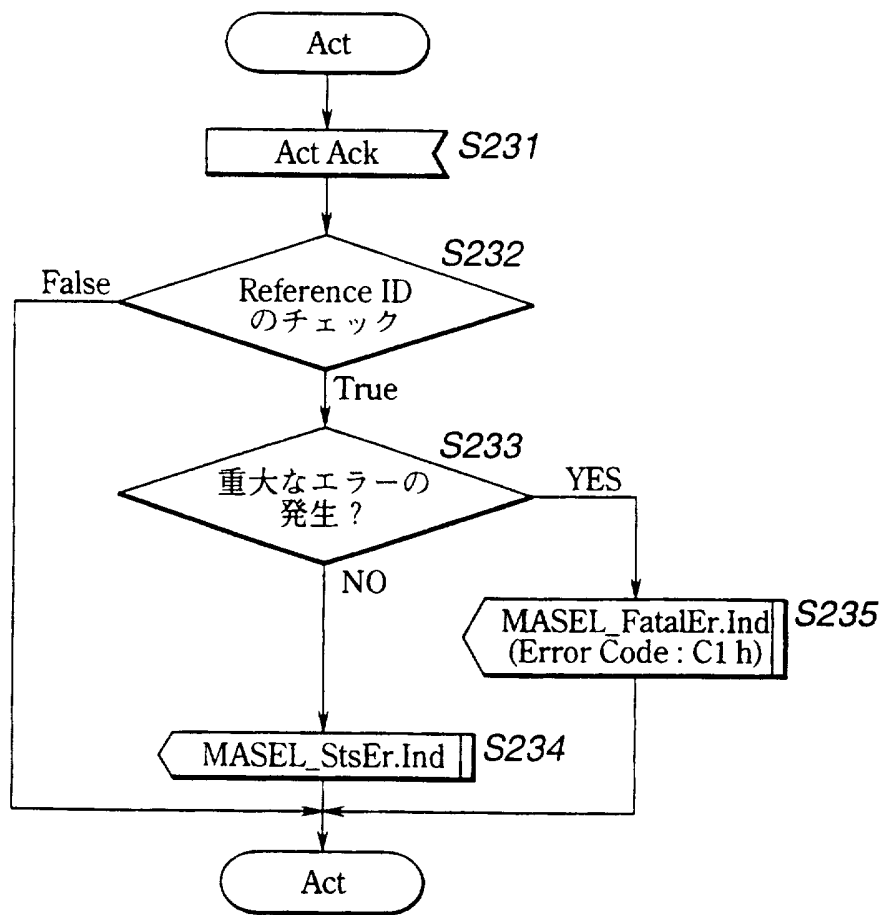 Act
Act Ack
S231
S232
False
Reference ID
のチェック
True
S233
重大なエラーの
発生？
YES
NO
MASEL_FatalEr.Ind
(Error Code : C1 h)
S235
MASEL_StsEr.Ind
S234
Act